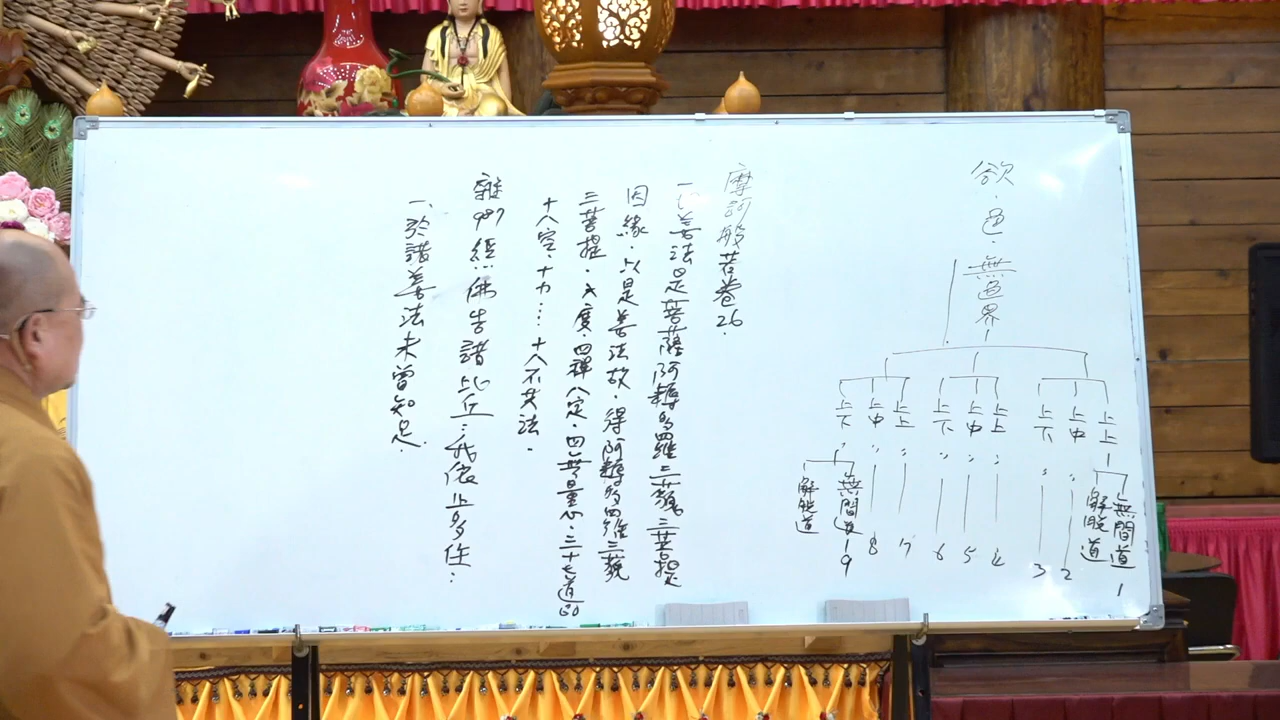 欲．色．無色界
上上
上中
上下
上上
上中
上下
上上
上中
上下
無間道 1
解脫道
2
3
4
5
6
7
8
無間道 9
解脫道
摩訶般若卷26．
善法是菩薩阿耨多羅三藐三菩提
因緣．以是善法故．得阿耨多羅三藐
三菩提．六度．四禪八定．四無量心．三十七道品
十八空．十力…．十八不共法．
雜987經佛告諸比丘：我依止多住：
一．於諸善法未曾知足．